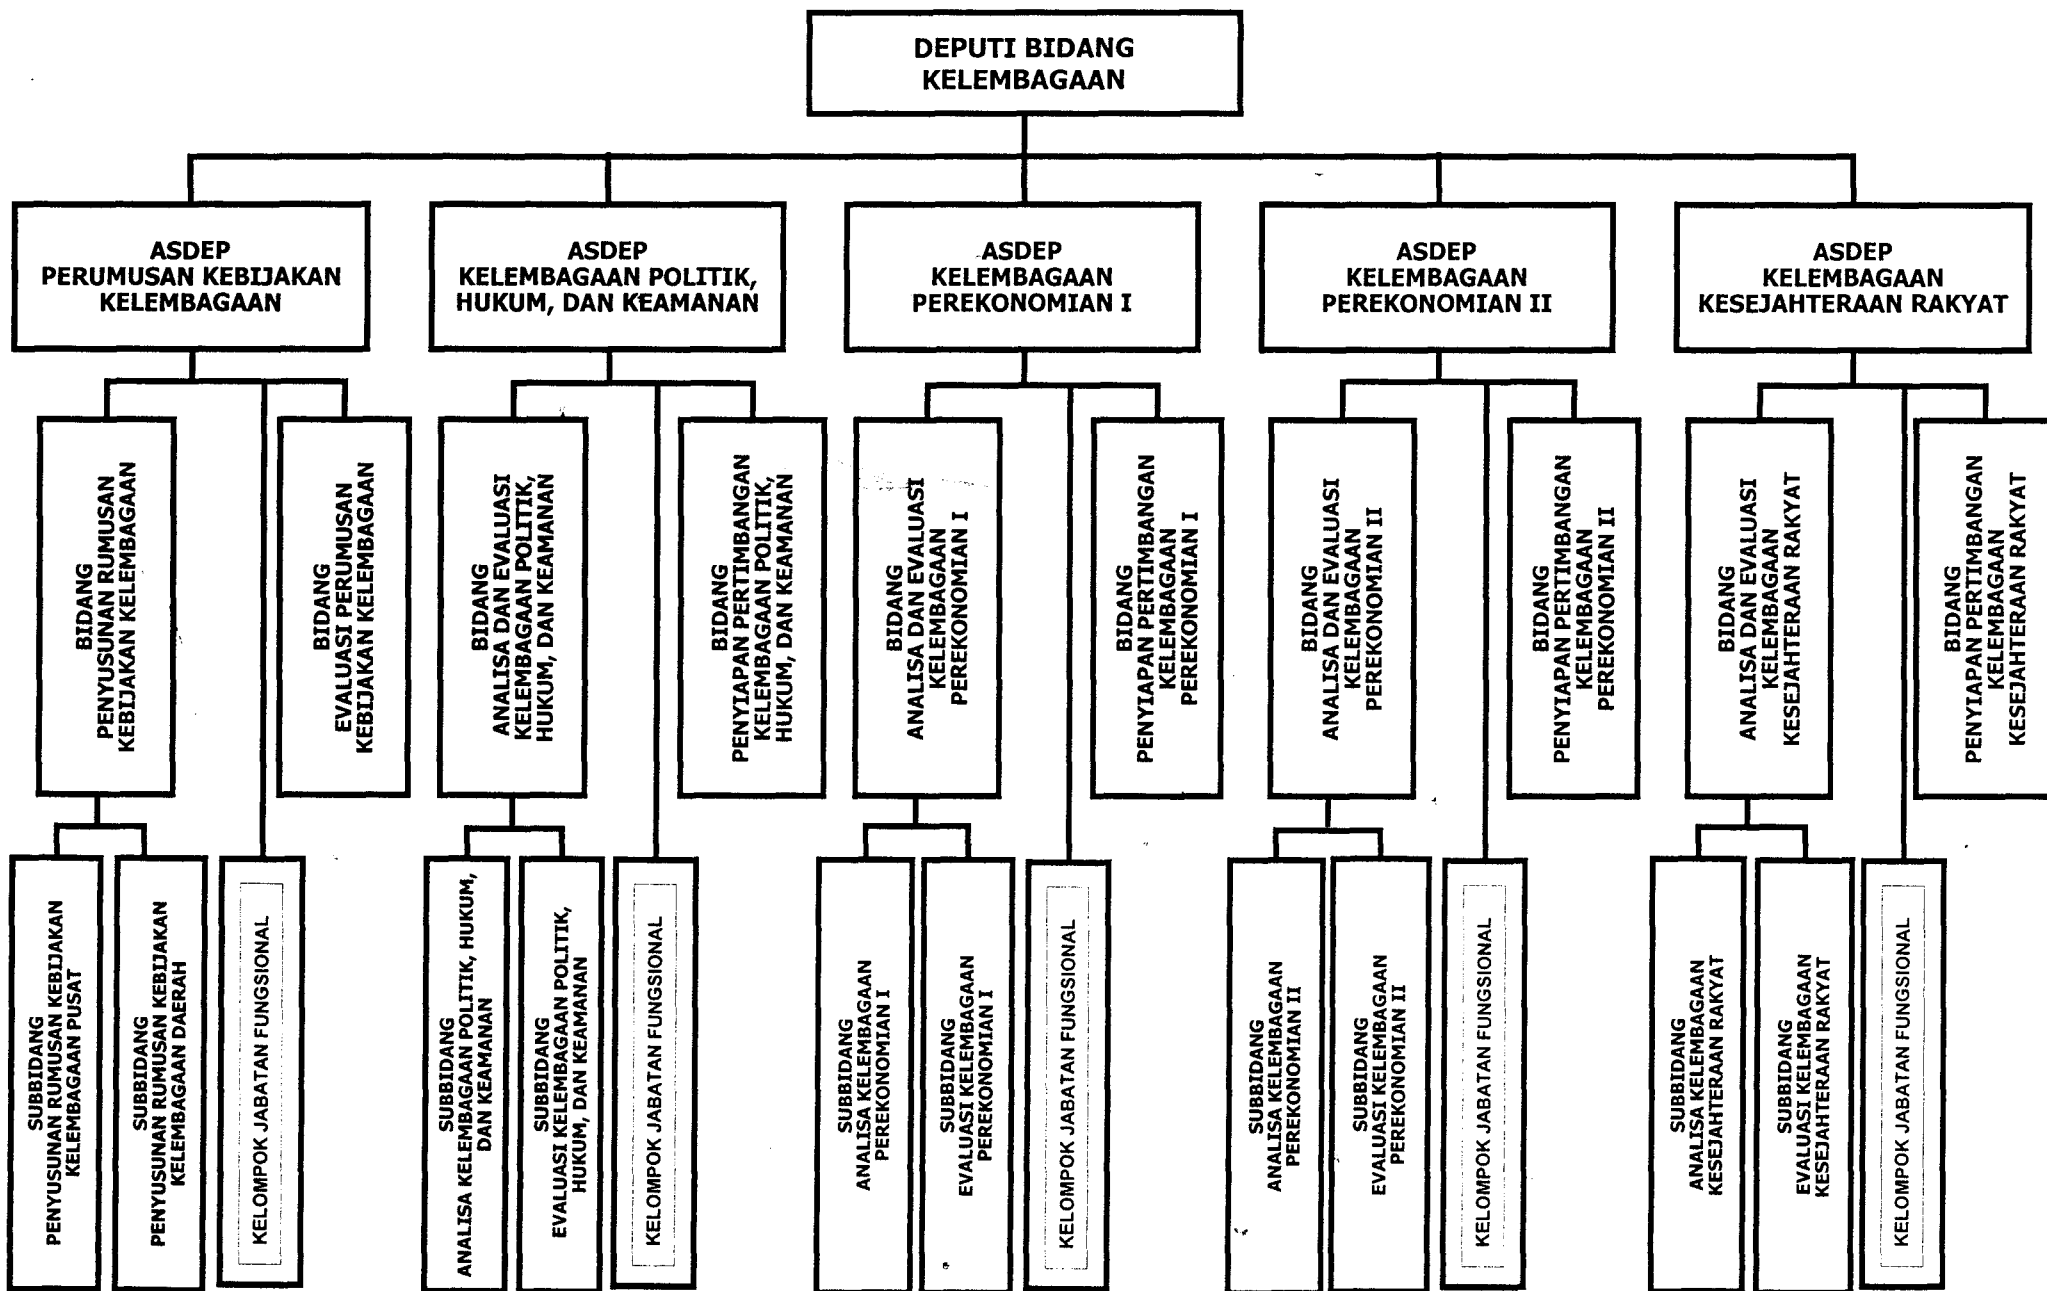 DEPUTI BIDANG
KELEMBAGAAN
ASDEP
PERUMUSAN KEBIJAKAN
KELEMBAGAAN
ASDEP
KELEMBAGAAN POLITIK,
HUKUM, DAN KEAMANAN
ASDEP
KELEMBAGAAN
PEREKONOMIAN I
ASDEP
KELEMBAGAAN
PEREKONOMIAN II
ASDEP
KELEMBAGAAN
KESEJAHTERAAN RAKYAT
BIDANG
PENYUSUNAN RUMUSAN
KEBIJAKAN KELEMBAGAAN
BIDANG
EVALUASI PERUMUSAN
KEBIJAKAN KELEMBAGAAN
BIDANG
ANALISA DAN EVALUASI
KELEMBAGAAN POLITIK,
HUKUM, DAN KEAMANAN
BIDANG
PENYIAPAN PERTIMBANGAN
KELEMBAGAAN POLITIK,
HUKUM, DAN KEAMANAN
BIDANG
ANALISA DAN EVALUASI
KELEMBAGAAN
PEREKONOMIAN I
BIDANG
PENYIAPAN PERTIMBANGAN
KELEMBAGAAN
PEREKONOMIAN I
BIDANG
ANALISA DAN EVALUASI
KELEMBAGAAN
PEREKONOMIAN II
BIDANG
PENYIAPAN PERTIMBANGAN
KELEMBAGAAN
PEREKONOMIAN II
BIDANG
ANALISA DAN EVALUASI
KELEMBAGAAN
KESEJAHTERAAN RAKYAT
BIDANG
PENYIAPAN PERTIMBANGAN
KELEMBAGAAN
KESEJAHTERAAN RAKYAT
SUBBIDANG
PENYUSUNAN RUMUSAN KEBIJAKAN
KELEMBAGAAN PUSAT
SUBBIDANG
PENYUSUNAN RUMUSAN KEBIJAKAN
KELEMBAGAAN DAERAH
KELOMPOK JABATAN FUNGSIONAL
SUBBIDANG
ANALISA KELEMBAGAAN POLITIK, HUKUM,
DAN KEAMANAN
SUBBIDANG
EVALUASI KELEMBAGAAN POLITIK,
HUKUM, DAN KEAMANAN
KELOMPOK JABATAN FUNGSIONAL
SUBBIDANG
ANALISA KELEMBAGAAN
PEREKONOMIAN I
SUBBIDANG
EVALUASI KELEMBAGAAN
PEREKONOMIAN I
KELOMPOK JABATAN FUNGSIONAL
SUBBIDANG
ANALISA KELEMBAGAAN
PEREKONOMIAN II
SUBBIDANG
EVALUASI KELEMBAGAAN
PEREKONOMIAN II
KELOMPOK JABATAN FUNGSIONAL
SUBBIDANG
ANALISA KELEMBAGAAN
KESEJAHTERAAN RAKYAT
SUBBIDANG
EVALUASI KELEMBAGAAN
KESEJAHTERAAN RAKYAT
KELOMPOK JABATAN FUNGSIONAL